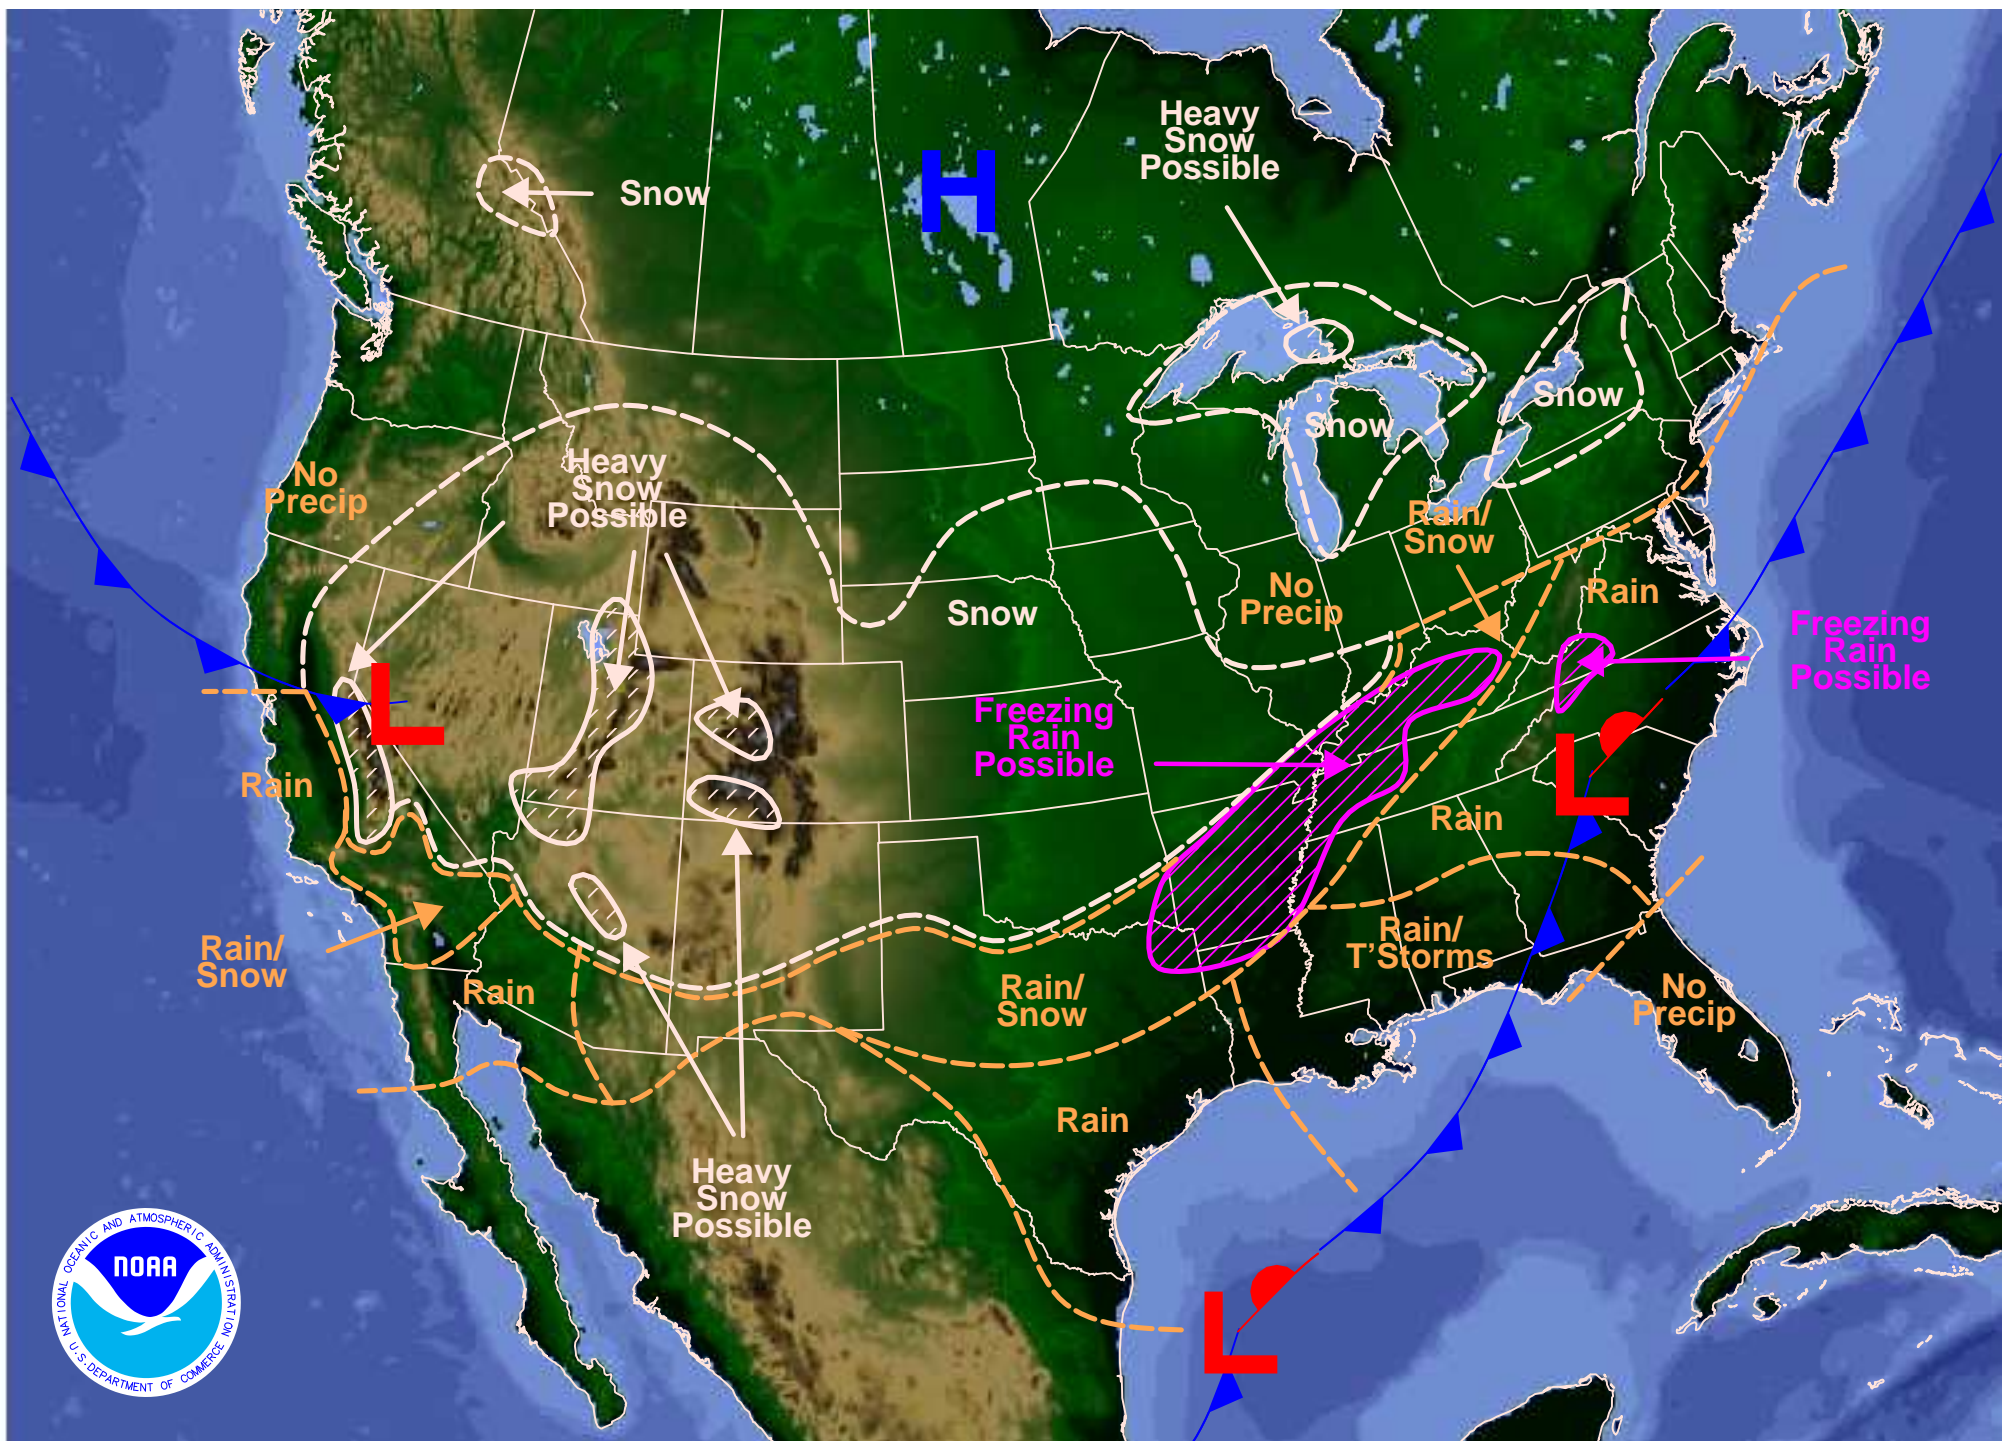 Heavy
Snow
Possible
H
Snow
Snow
Snow
No
Precip
Heavy
Snow
Possible
Rain/
Snow
No
Precip
Rain
Snow
Freezing
Rain
Possible
L
Freezing
Rain
Possible
L
Rain
Rain
Rain/
Snow
Rain
Rain/
T'Storms
Rain/
Snow
No
Precip
Rain
Heavy
Snow
Possible
L
NATIONAL OCEANIC AND ATMOSPHERIC ADMINISTRATION
NOAA
U.S. DEPARTMENT OF COMMERCE